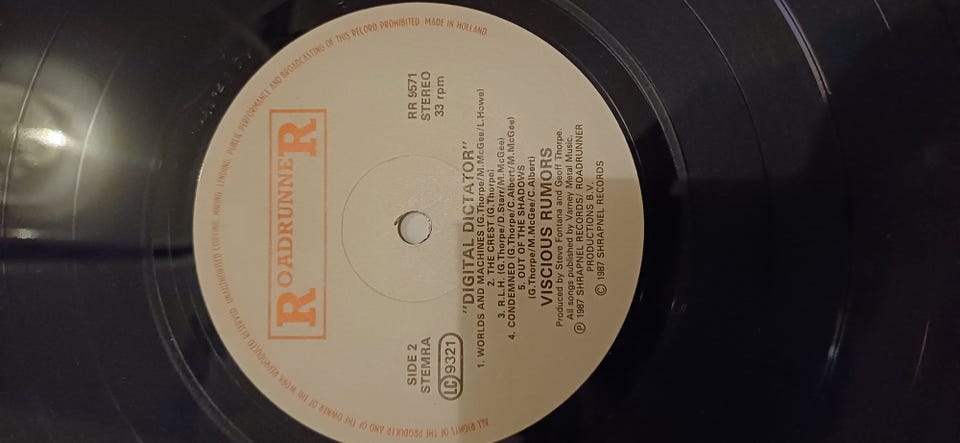 ROADRUNNER
SIDE 2
STEMRA
LC 9321
RR 9571
STEREO
33 rpm
"DIGITAL DICTATOR"
1. WORLDS AND MACHINES (G.Thorpe/M.McGee/L.Howe)
2. THE CREST (G.Thorpe)
3. R.L.H. (G.Thorpe/D.Starr/M.McGee)
4. CONDEMNED (G.Thorpe/C.Albert/M.McGee)
5. OUT OF THE SHADOWS
(G.Thorpe/M.McGee/C.Albert)
VISCIOUS RUMORS
Produced by Steve Fontana and Geoff Thorpe.
All songs published by Varney Metal Music.
Ⓟ 1987 SHRAPNEL RECORDS/ ROADRUNNER
PRODUCTIONS B.V.
© 1987 SHRAPNEL RECORDS
ALL RIGHTS OF THE PRODUCER AND OF THE OWNER OF THE WORK REPRODUCED RESERVED UNAUTHORISED COPYING HIRING LENDING PUBLIC PERFORMANCE AND BROADCASTING OF THIS RECORD PROHIBITED MADE IN HOLLAND